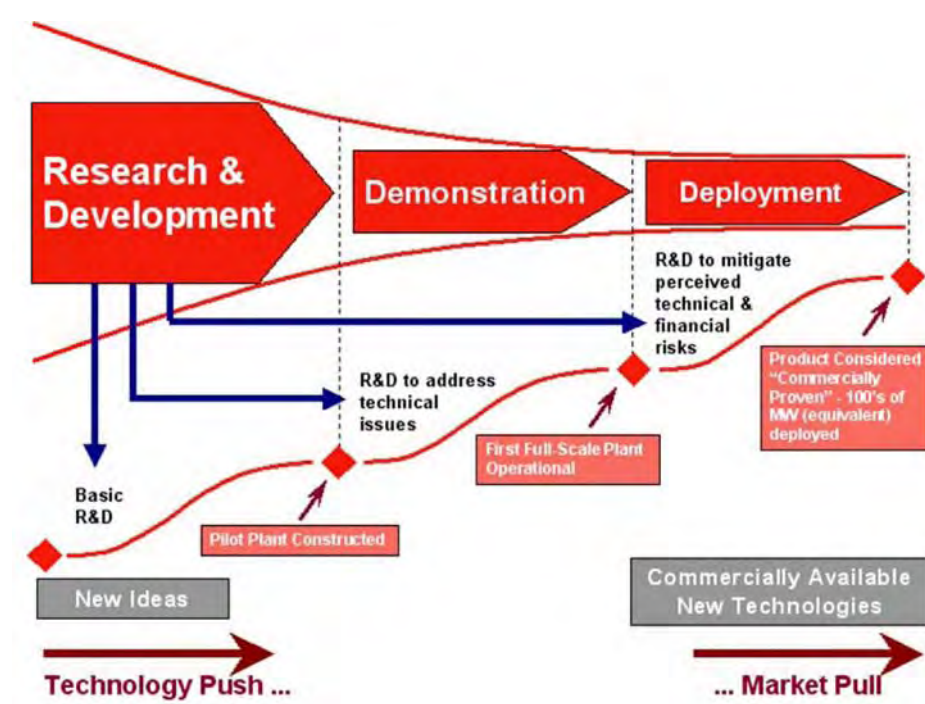 Research &
Development
Demonstration
Deployment
R&D to mitigate
perceived
technical &
financial
risks
Product Considered
“Commercially
Proven” - 100's of
MW (equivalent)
deployed
R&D to address
technical
issues
First Full-Scale Plant
Operational
Basic
R&D
Pilot Plant Constructed
New Ideas
Commercially Available
New Technologies
Technology Push ...
... Market Pull